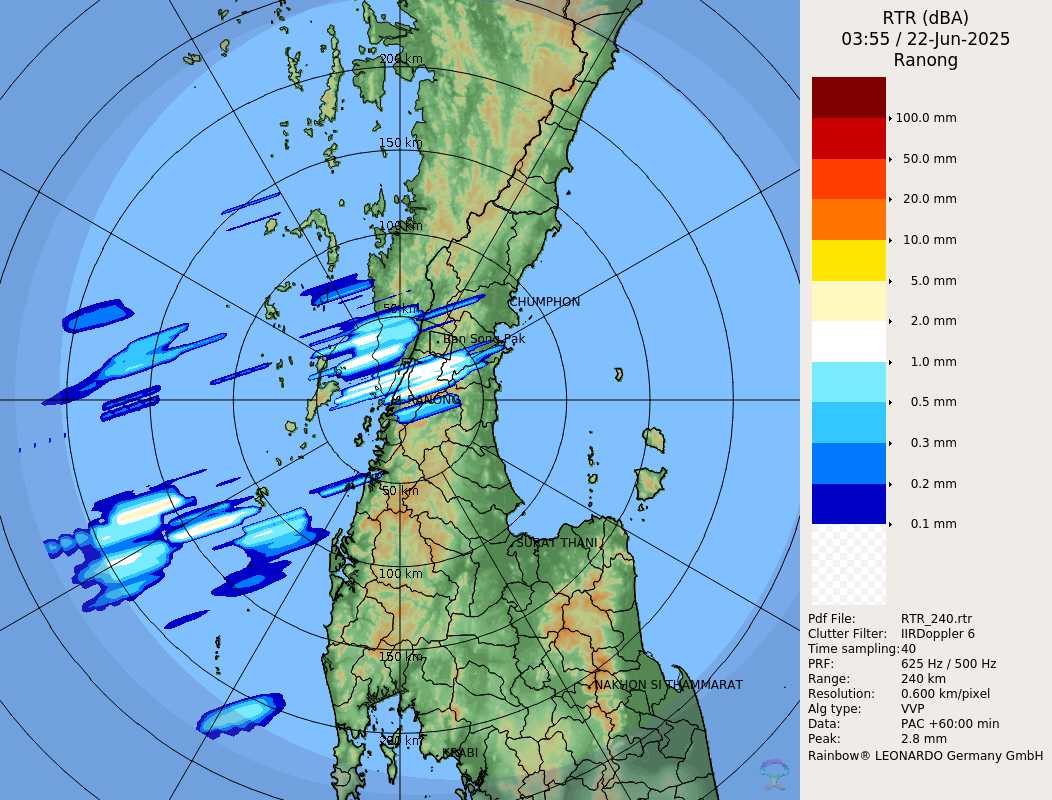 RTR (dBA)
03:55 / 22-Jun-2025
Ranong
100.0 mm
50.0 mm
20.0 mm
10.0 mm
5.0 mm
2.0 mm
1.0 mm
0.5 mm
0.3 mm
0.2 mm
0.1 mm
Pdf File: RTR_240.rtr
Clutter Filter: IIRDoppler 6
Time sampling:40
PRF: 625 Hz / 500 Hz
Range: 240 km
Resolution: 0.600 km/pixel
Alg type: VVP
Data: PAC +60:00 min
Peak: 2.8 mm
Rainbow® LEONARDO Germany GmbH
200 km
150 km
100 km
50 km
CHUMPHON
Ban Song Pak
RANONG
50 km
SURAT THANI
100 km
150 km
NAKHON SI THAMMARAT
200 km
KRABI